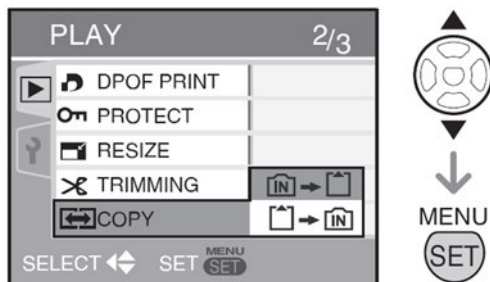 PLAY 2/3
DPOF PRINT
PROTECT
RESIZE
TRIMMING
IN
COPY
IN
SELECT SET MENU SET
MENU
SET